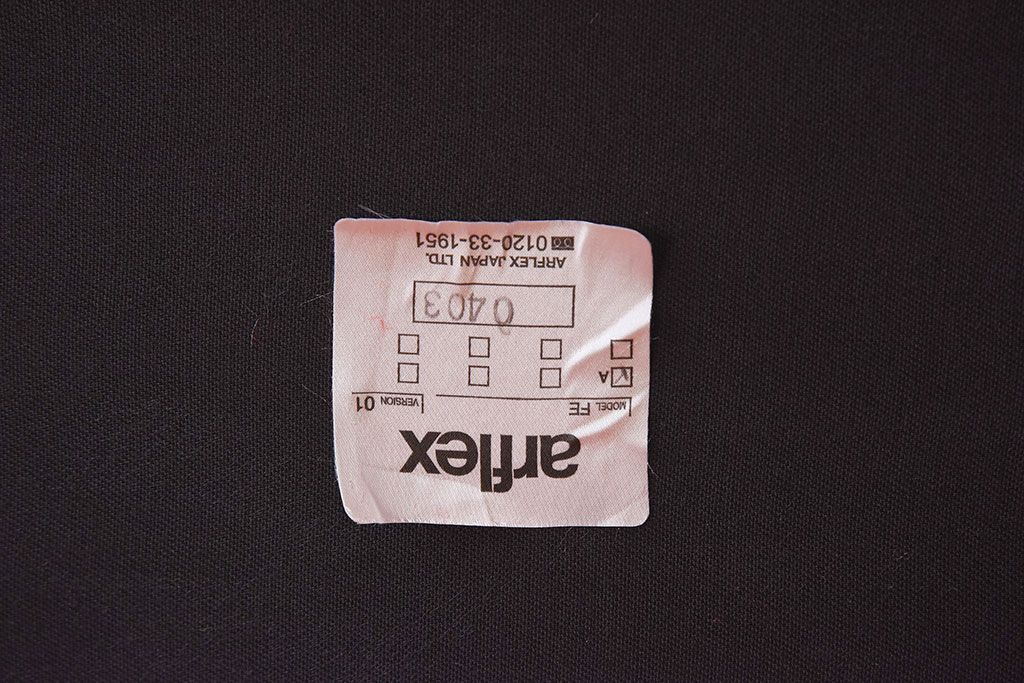 arflex
MODEL FE VERSION 01
A
0403
ARFLEX JAPAN LTD.
0120-33-1951